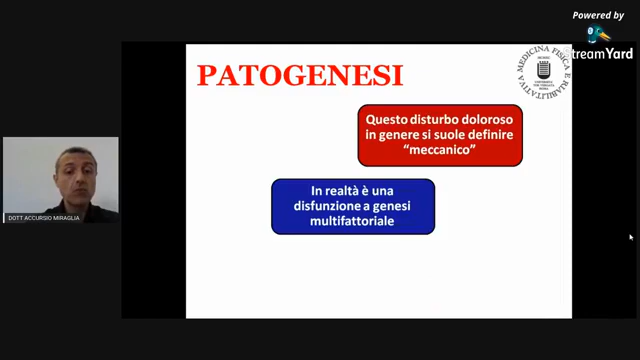 Powered by
StreamYard
PATOGENESI
MEDICINA FISICA E RIABILITATIVA
Questo disturbo doloroso
in genere si suole definire
“meccanico”
In realtà è una
disfunzione a genesi
multifattoriale
DOTT ACCURSIO MIRAGLIA